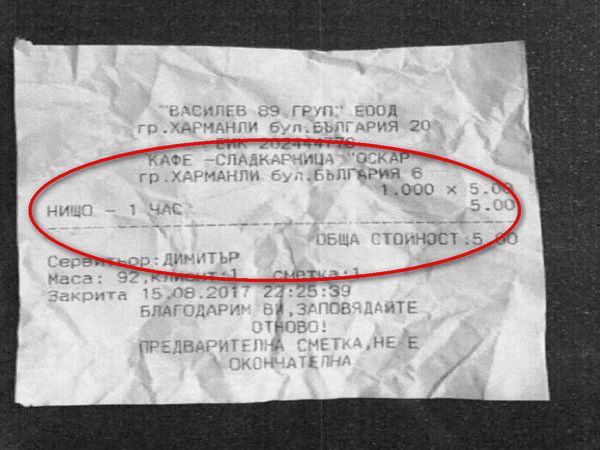 "ВАСИЛЕВ 89 ГРУП" ЕООД
гр.ХАРМАНЛИ бул.БЪЛГАРИЯ 20
ЕИК 202444770
КАФЕ -СЛАДКАРНИЦА "ОСКАР
гр.ХАРМАНЛИ бул.БЪЛГАРИЯ 6
1.000 × 5.00
НИЩО - 1 ЧАС 5.00
ОБЩА СТОЙНОСТ:5.00
Сервитьор:ДИМИТЪР
Маса: 92,клиент:1 сметка:1
Закрита 15.08.2017 22:25:39
БЛАГОДАРИМ ВИ,ЗАПОВЯДАЙТЕ
ОТНОВО!
ПРЕДВАРИТЕЛНА СМЕТКА,НЕ Е
ОКОНЧАТЕЛНА